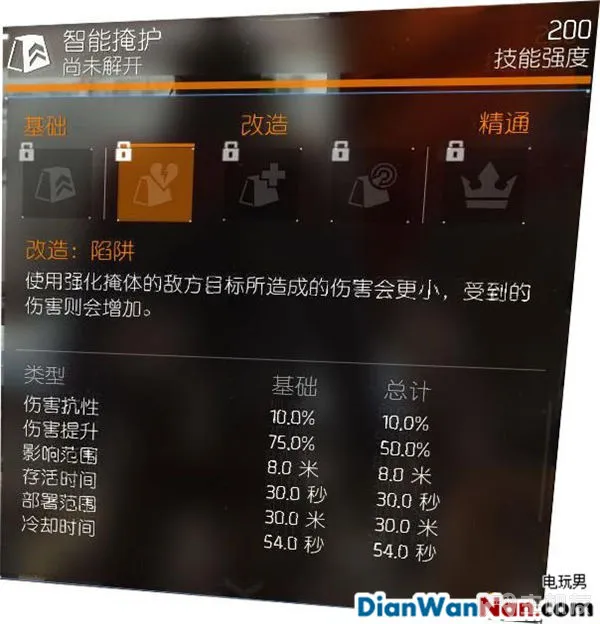 智能掩护
尚未解开
200
技能强度
基础 改造 精通
改造：陷阱
使用强化掩体的敌方目标所造成的伤害会更小，受到的
伤害则会增加。
类型 基础 总计
伤害抗性 10.0% 10.0%
伤害提升 75.0% 50.0%
影响范围 8.0 米 8.0 米
存活时间 30.0 秒 30.0 秒
部署范围 30.0 米 30.0 米
冷却时间 54.0 秒 54.0 秒
电玩男
DianWanNan.com